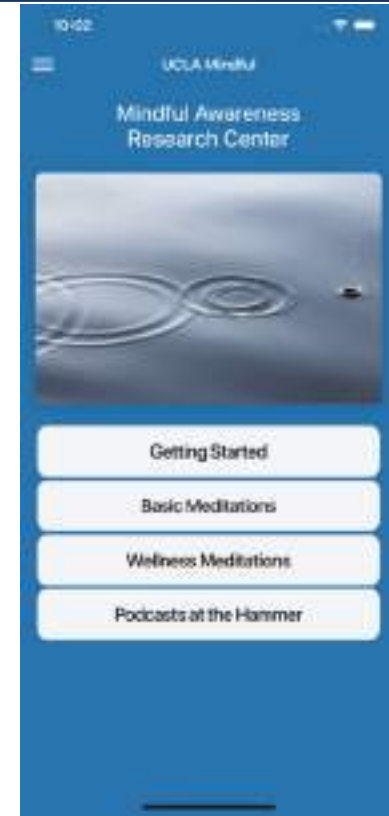 10:02
UCLA Mindful
Mindful Awareness
Research Center
Getting Started
Basic Meditations
Wellness Meditations
Podcasts at the Hammer